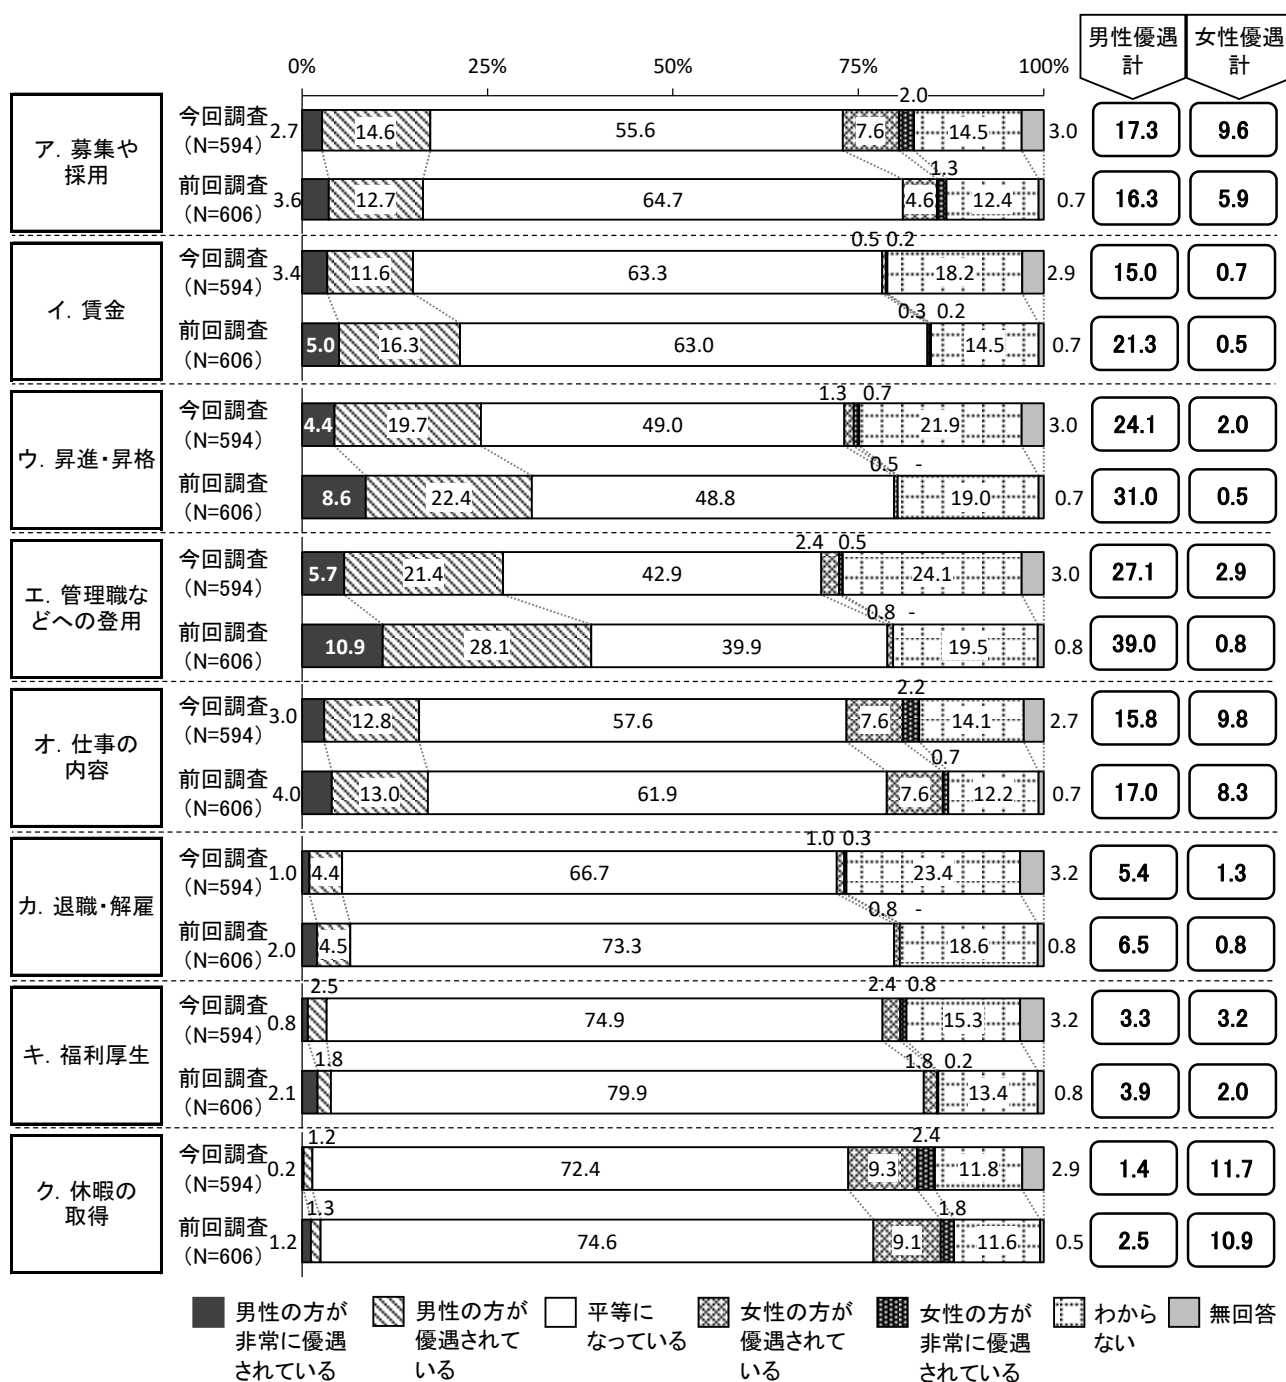 男性優遇
計
女性優遇
計
0%
25%
50%
75%
100%
ア．募集や
採用
今回調査
(N=594)
2.7
14.6
55.6
7.6
2.0
14.5
3.0
17.3
9.6
前回調査
(N=606)
3.6
12.7
64.7
4.6
1.3
12.4
0.7
16.3
5.9
イ．賃金
今回調査
(N=594)
3.4
11.6
63.3
0.5
0.2
18.2
2.9
15.0
0.7
前回調査
(N=606)
5.0
16.3
63.0
0.3
0.2
14.5
0.7
21.3
0.5
ウ．昇進・昇格
今回調査
(N=594)
4.4
19.7
49.0
1.3
0.7
21.9
3.0
24.1
2.0
前回調査
(N=606)
8.6
22.4
48.8
0.5
-
19.0
0.7
31.0
0.5
エ．管理職な
どへの登用
今回調査
(N=594)
5.7
21.4
42.9
2.4
0.5
24.1
3.0
27.1
2.9
前回調査
(N=606)
10.9
28.1
39.9
0.8
-
19.5
0.8
39.0
0.8
オ．仕事の
内容
今回調査
(N=594)
3.0
12.8
57.6
7.6
2.2
14.1
2.7
15.8
9.8
前回調査
(N=606)
4.0
13.0
61.9
7.6
0.7
12.2
0.7
17.0
8.3
カ．退職・解雇
今回調査
(N=594)
1.0
4.4
66.7
1.0
0.3
23.4
3.2
5.4
1.3
前回調査
(N=606)
2.0
4.5
73.3
0.8
-
18.6
0.8
6.5
0.8
キ．福利厚生
今回調査
(N=594)
0.8
2.5
74.9
2.4
0.8
15.3
3.2
3.3
3.2
前回調査
(N=606)
2.1
1.8
79.9
1.8
0.2
13.4
0.8
3.9
2.0
ク．休暇の
取得
今回調査
(N=594)
0.2
1.2
72.4
9.3
2.4
11.8
2.9
1.4
11.7
前回調査
(N=606)
1.2
1.3
74.6
9.1
1.8
11.6
0.5
2.5
10.9
男性の方が
非常に優遇
されている
男性の方が
優遇されて
いる
平等に
なっている
女性の方が
優遇されて
いる
女性の方が
非常に優遇
されている
わから
ない
無回答